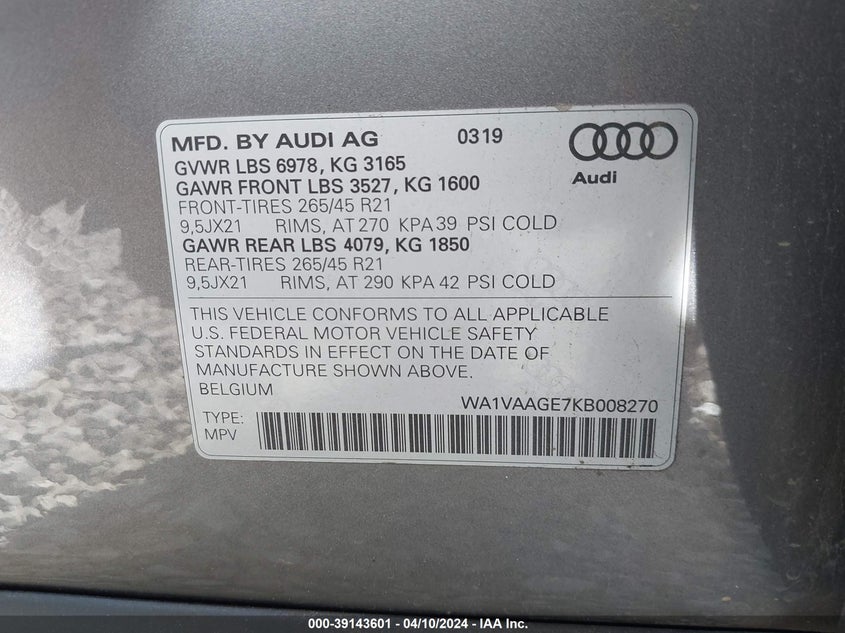 MFD. BY AUDI AG 0319
GVWR LBS 6978, KG 3165
GAWR FRONT LBS 3527, KG 1600
Audi
FRONT-TIRES 265/45 R21
9,5JX21 RIMS, AT 270 KPA 39 PSI COLD
GAWR REAR LBS 4079, KG 1850
REAR-TIRES 265/45 R21
9,5JX21 RIMS, AT 290 KPA 42 PSI COLD
THIS VEHICLE CONFORMS TO ALL APPLICABLE
U.S. FEDERAL MOTOR VEHICLE SAFETY
STANDARDS IN EFFECT ON THE DATE OF
MANUFACTURE SHOWN ABOVE.
BELGIUM WA1VAAGE7KB008270
TYPE:
MPV
000-39143601 - 04/10/2024 - IAA Inc.